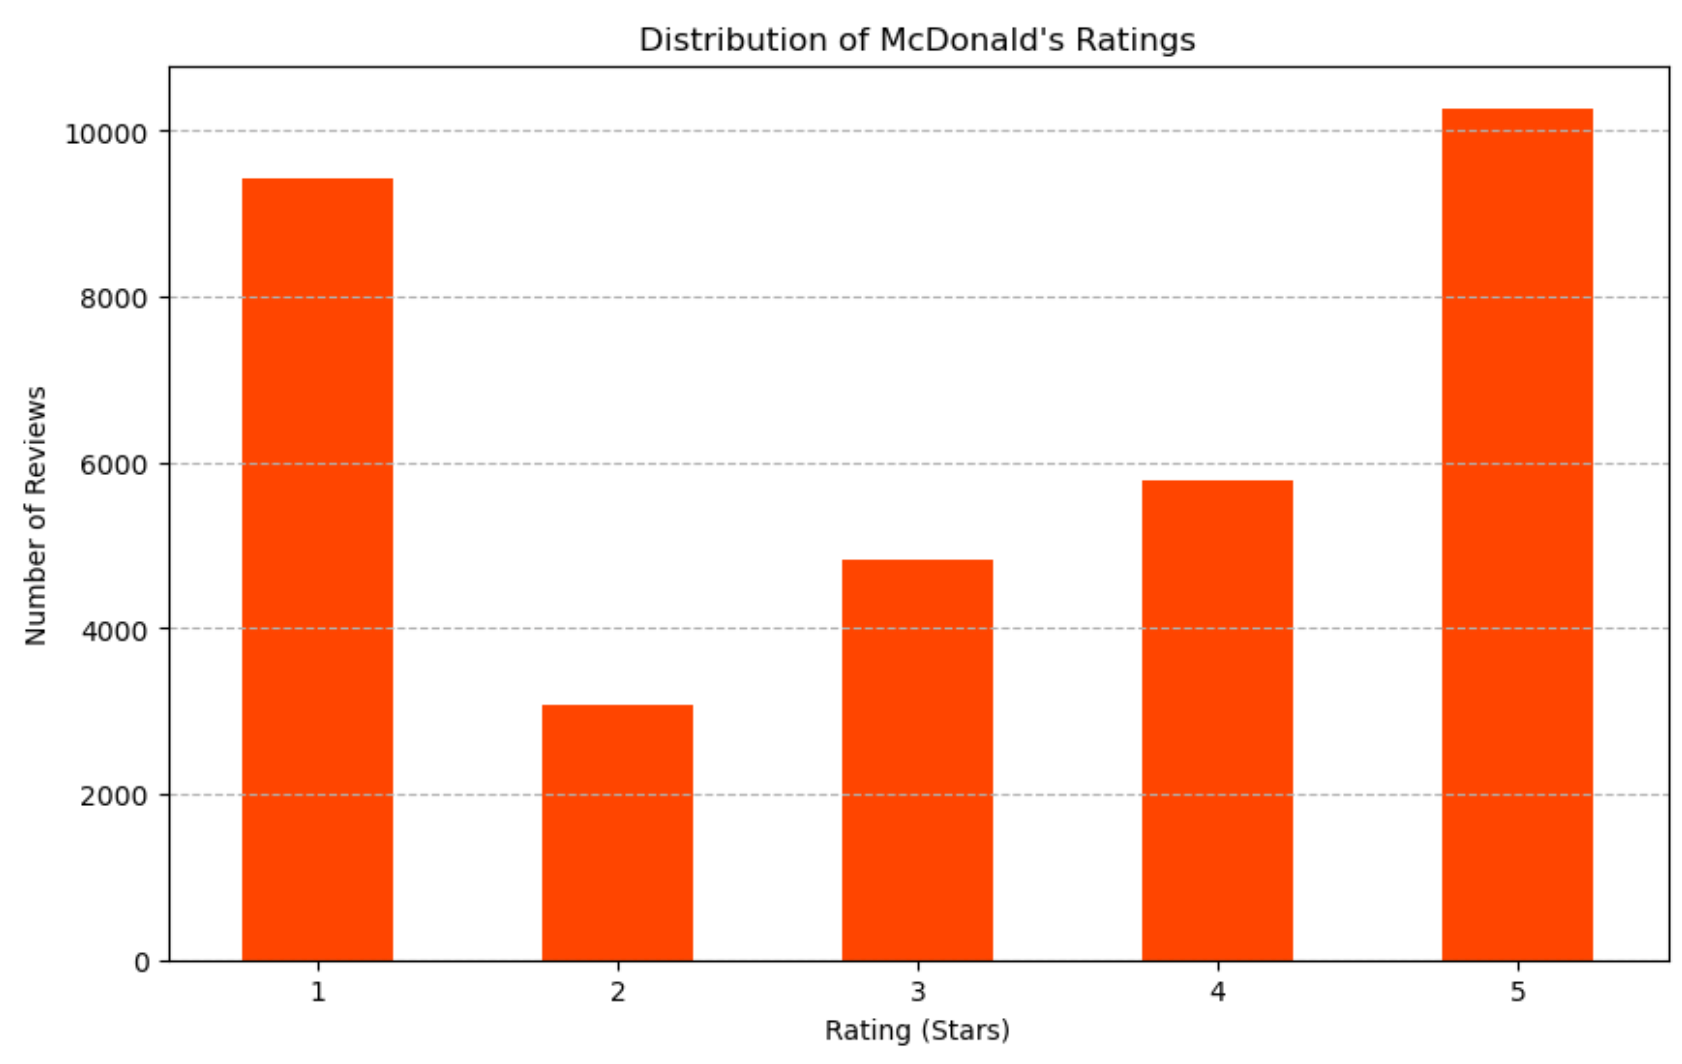 Distribution of McDonald's Ratings
10000
8000
6000
4000
2000
0
Number of Reviews
1 2 3 4 5
Rating (Stars)